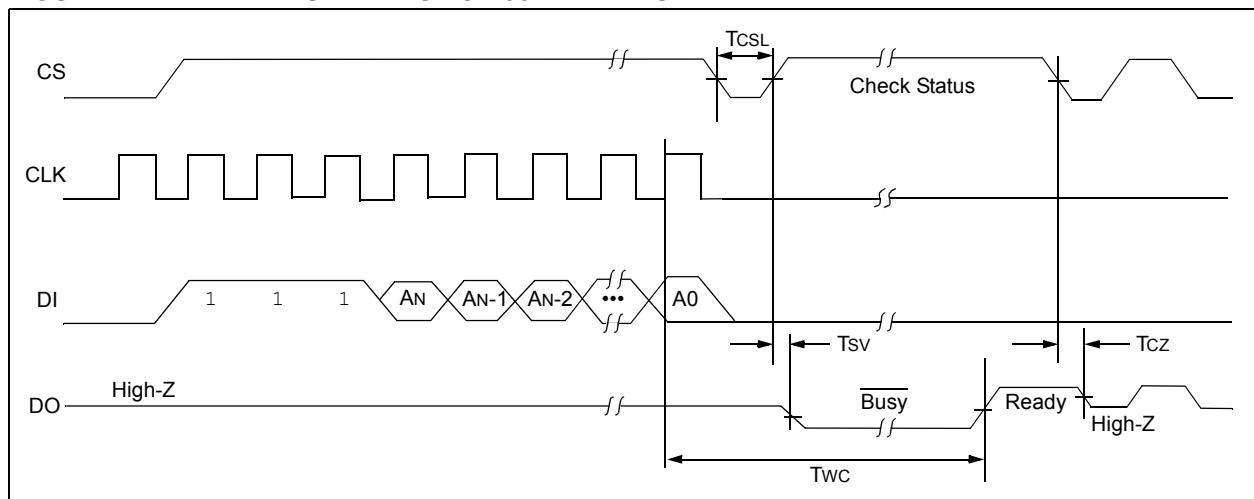 TCSL
CS
Check Status
CLK
DI
1 1 1 AN AN-1 AN-2 ••• A0
TSV
TCZ
High-Z
DO
Busy
Ready
High-Z
TWC